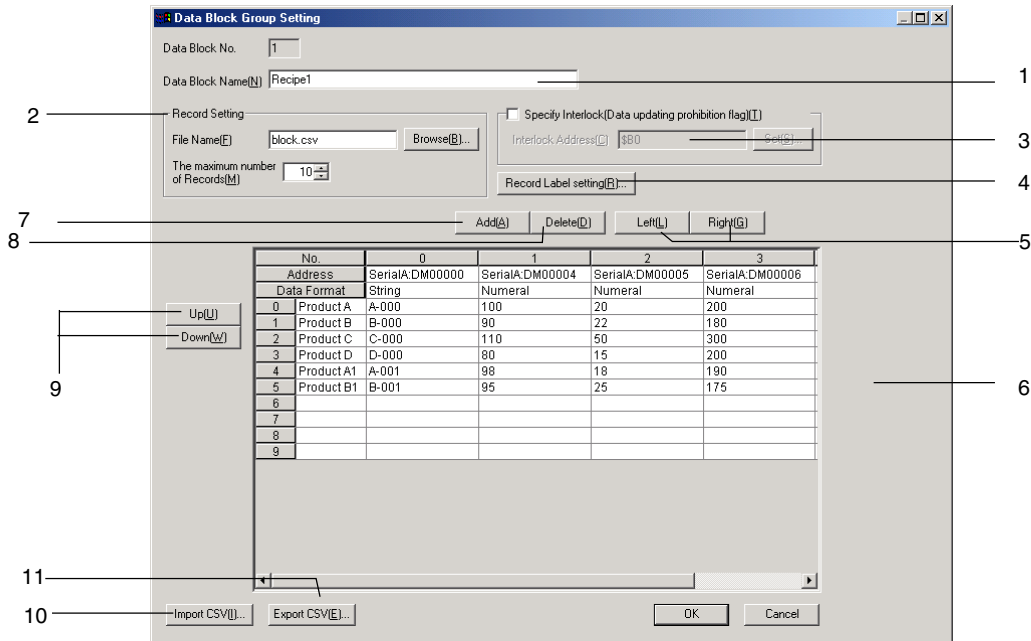 Data Block Group Setting
Data Block No. 1
Data Block Name(N) Recipe1
1
2
Record Setting
File Name(F) block.csv Browse(B)...
The maximum number
of Records(M) 10
Specify Interlock(Data updating prohibition flag)(T)
Interlock Address(C) $B0 Set(S)...
3
Record Label setting(R)...
4
7
8
Add(A) Delete(D) Left(L) Right(G)
5
No. 0 1 2 3
Address SerialA:DM00000 SerialA:DM00004 SerialA:DM00005 SerialA:DM00006
Data Format String Numeral Numeral Numeral
0 Product A A-000 100 20 200
1 Product B B-000 90 22 180
2 Product C C-000 110 50 300
3 Product D D-000 80 15 200
4 Product A1 A-001 98 18 190
5 Product B1 B-001 95 25 175
6
7
8
9
Up(U)
Down(W)
9
6
11
10
Import CSV(I)... Export CSV(E)... OK Cancel